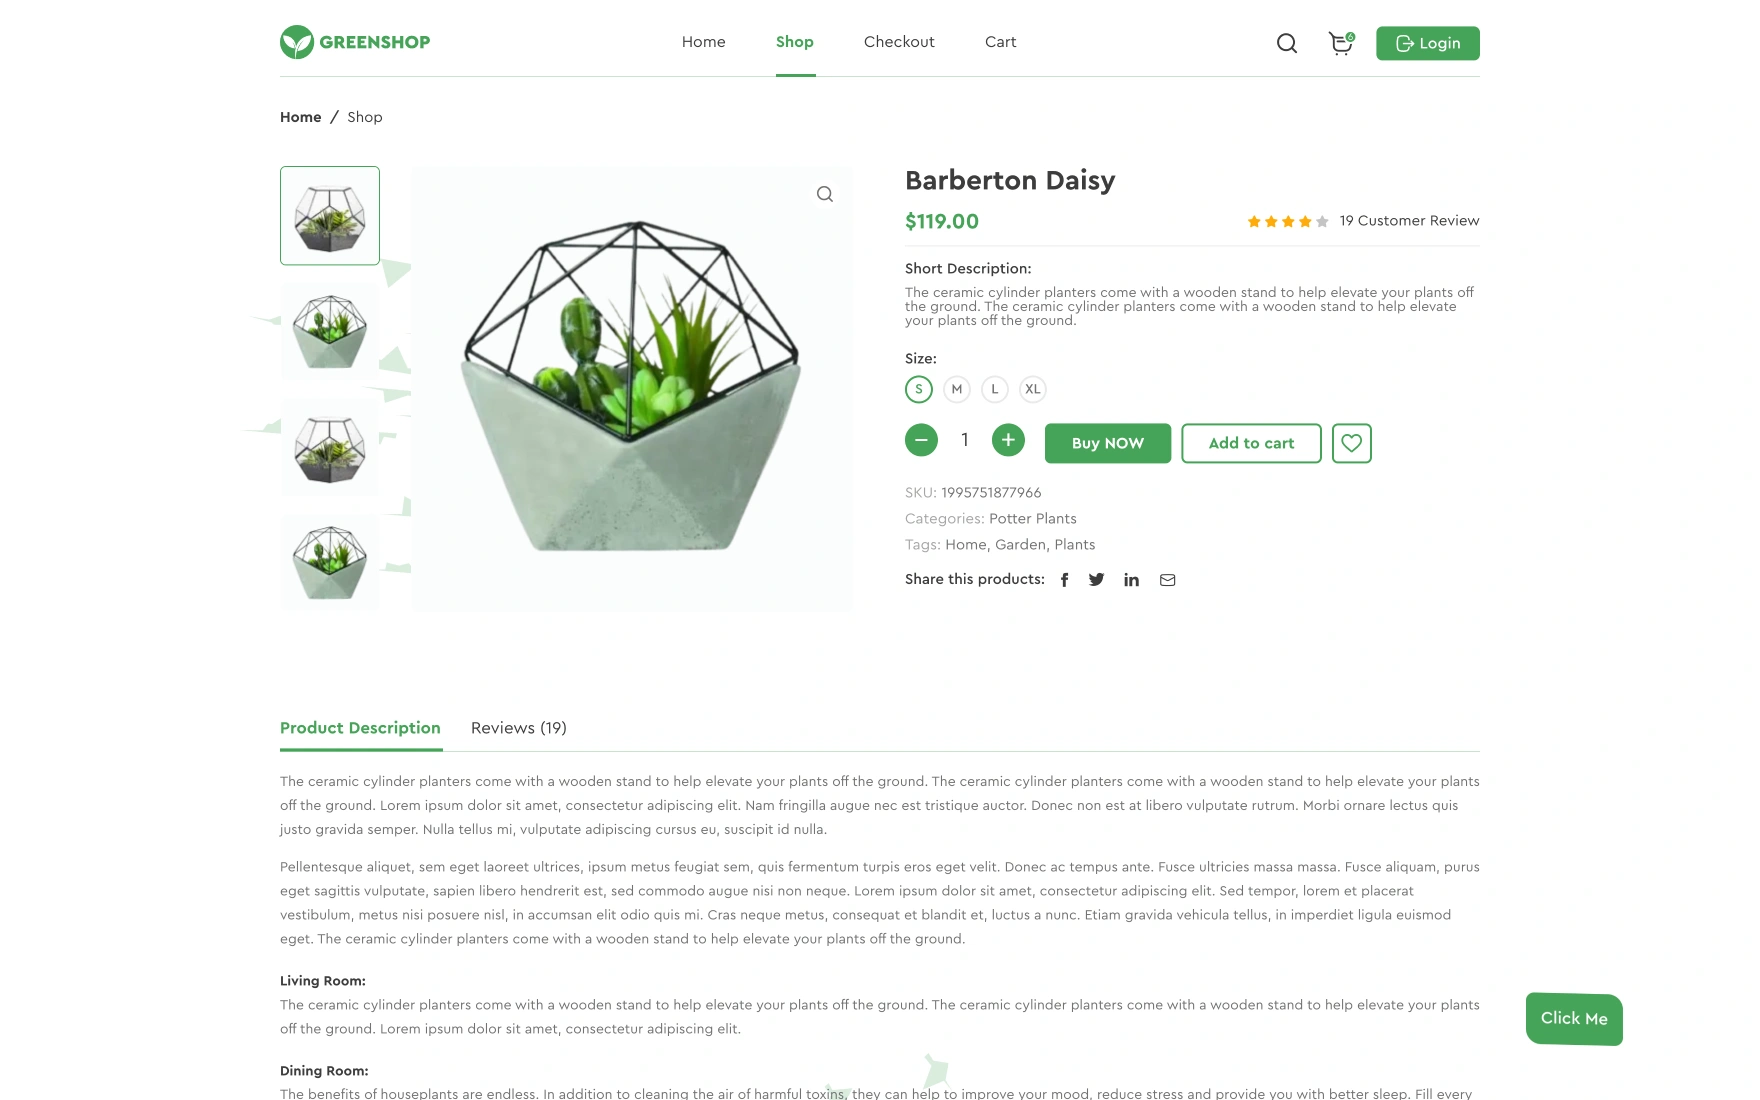 GREENSHOP
Home
Shop
Checkout
Cart
6
Login
Home / Shop
Barberton Daisy
$119.00
19 Customer Review
Short Description:
The ceramic cylinder planters come with a wooden stand to help elevate your plants off
the ground. The ceramic cylinder planters come with a wooden stand to help elevate
your plants off the ground.
Size:
S M L XL
1
Buy NOW
Add to cart
SKU: 1995751877966
Categories: Potter Plants
Tags: Home, Garden, Plants
Share this products:
Product Description
Reviews (19)
The ceramic cylinder planters come with a wooden stand to help elevate your plants off the ground. The ceramic cylinder planters come with a wooden stand to help elevate your plants
off the ground. Lorem ipsum dolor sit amet, consectetur adipiscing elit. Nam fringilla augue nec est tristique auctor. Donec non est at libero vulputate rutrum. Morbi ornare lectus quis
justo gravida semper. Nulla tellus mi, vulputate adipiscing cursus eu, suscipit id nulla.
Pellentesque aliquet, sem eget laoreet ultrices, ipsum metus feugiat sem, quis fermentum turpis eros eget velit. Donec ac tempus ante. Fusce ultricies massa massa. Fusce aliquam, purus
eget sagittis vulputate, sapien libero hendrerit est, sed commodo augue nisi non neque. Lorem ipsum dolor sit amet, consectetur adipiscing elit. Sed tempor, lorem et placerat
vestibulum, metus nisi posuere nisl, in accumsan elit odio quis mi. Cras neque metus, consequat et blandit et, luctus a nunc. Etiam gravida vehicula tellus, in imperdiet ligula euismod
eget. The ceramic cylinder planters come with a wooden stand to help elevate your plants off the ground.
Living Room:
The ceramic cylinder planters come with a wooden stand to help elevate your plants off the ground. The ceramic cylinder planters come with a wooden stand to help elevate your plants
off the ground. Lorem ipsum dolor sit amet, consectetur adipiscing elit.
Click Me
Dining Room:
The benefits of houseplants are endless. In addition to cleaning the air of harmful toxins, they can help to improve your mood, reduce stress and provide you with better sleep. Fill every